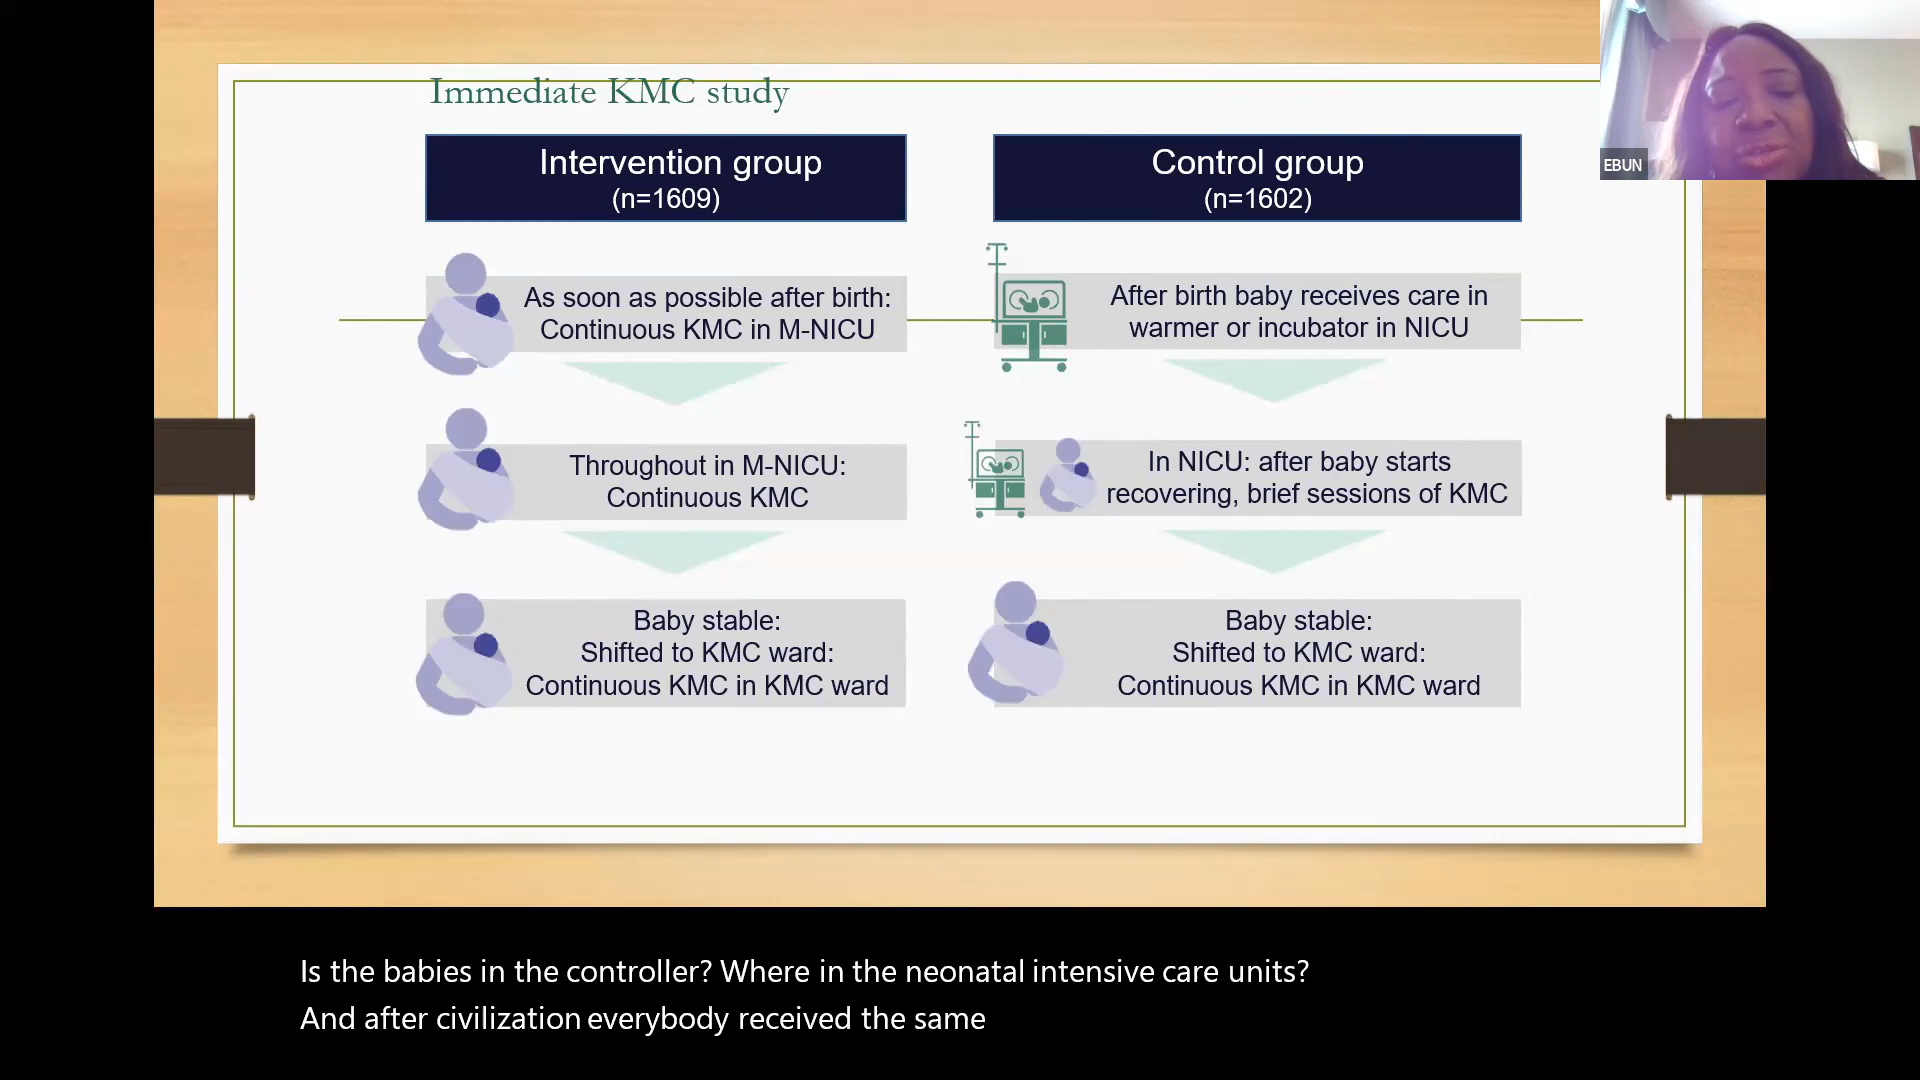 Immediate KMC study
Intervention group
(n=1609)
As soon as possible after birth:
Continuous KMC in M-NICU
Throughout in M-NICU:
Continuous KMC
Baby stable:
Shifted to KMC ward:
Continuous KMC in KMC ward
Control group
(n=1602)
After birth baby receives care in
warmer or incubator in NICU
In NICU: after baby starts
recovering, brief sessions of KMC
Baby stable:
Shifted to KMC ward:
Continuous KMC in KMC ward
EBUN
Is the babies in the controller? Where in the neonatal intensive care units?
And after civilization everybody received the same